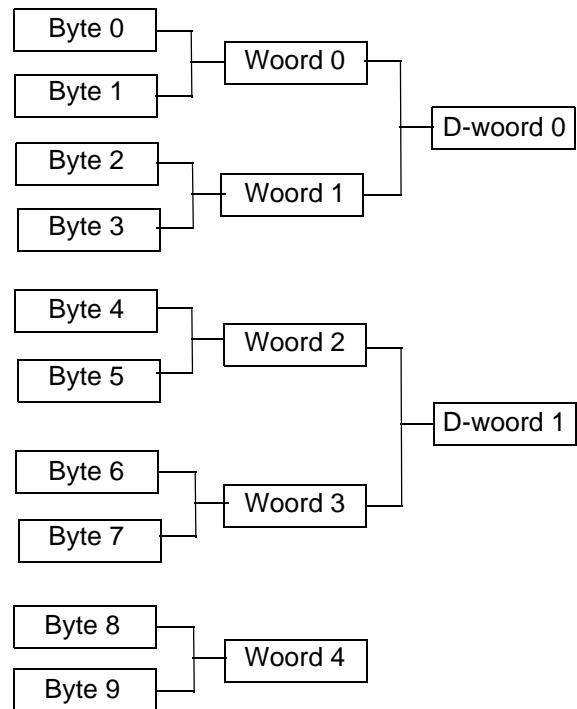 Byte 0
Woord 0
Byte 1
D-woord 0
Byte 2
Woord 1
Byte 3
Byte 4
Woord 2
Byte 5
D-woord 1
Byte 6
Woord 3
Byte 7
Byte 8
Woord 4
Byte 9